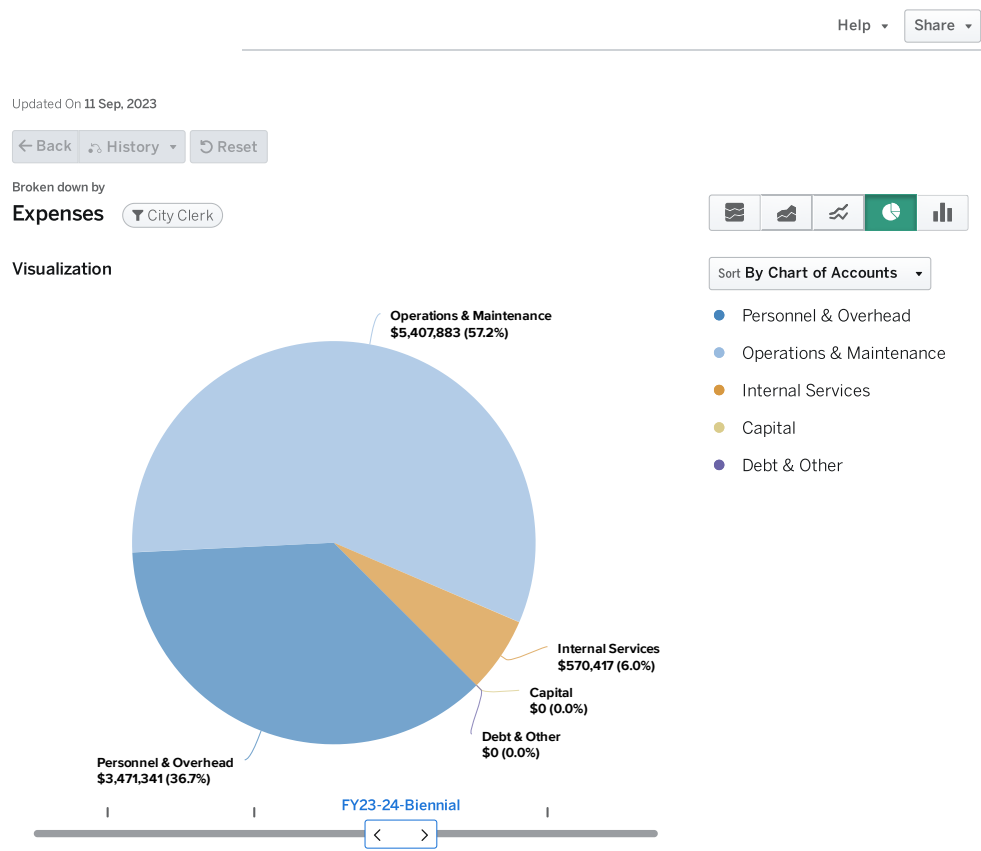 Help
Share
Updated On 11 Sep, 2023
Back
History
Reset
Broken down by
Expenses
City Clerk
Visualization
Sort By Chart of Accounts
Personnel & Overhead
Operations & Maintenance
Internal Services
Capital
Debt & Other
Operations & Maintenance
$5,407,883 (57.2%)
Internal Services
$570,417 (6.0%)
Capital
$0 (0.0%)
Debt & Other
$0 (0.0%)
Personnel & Overhead
$3,471,341 (36.7%)
FY23-24-Biennial